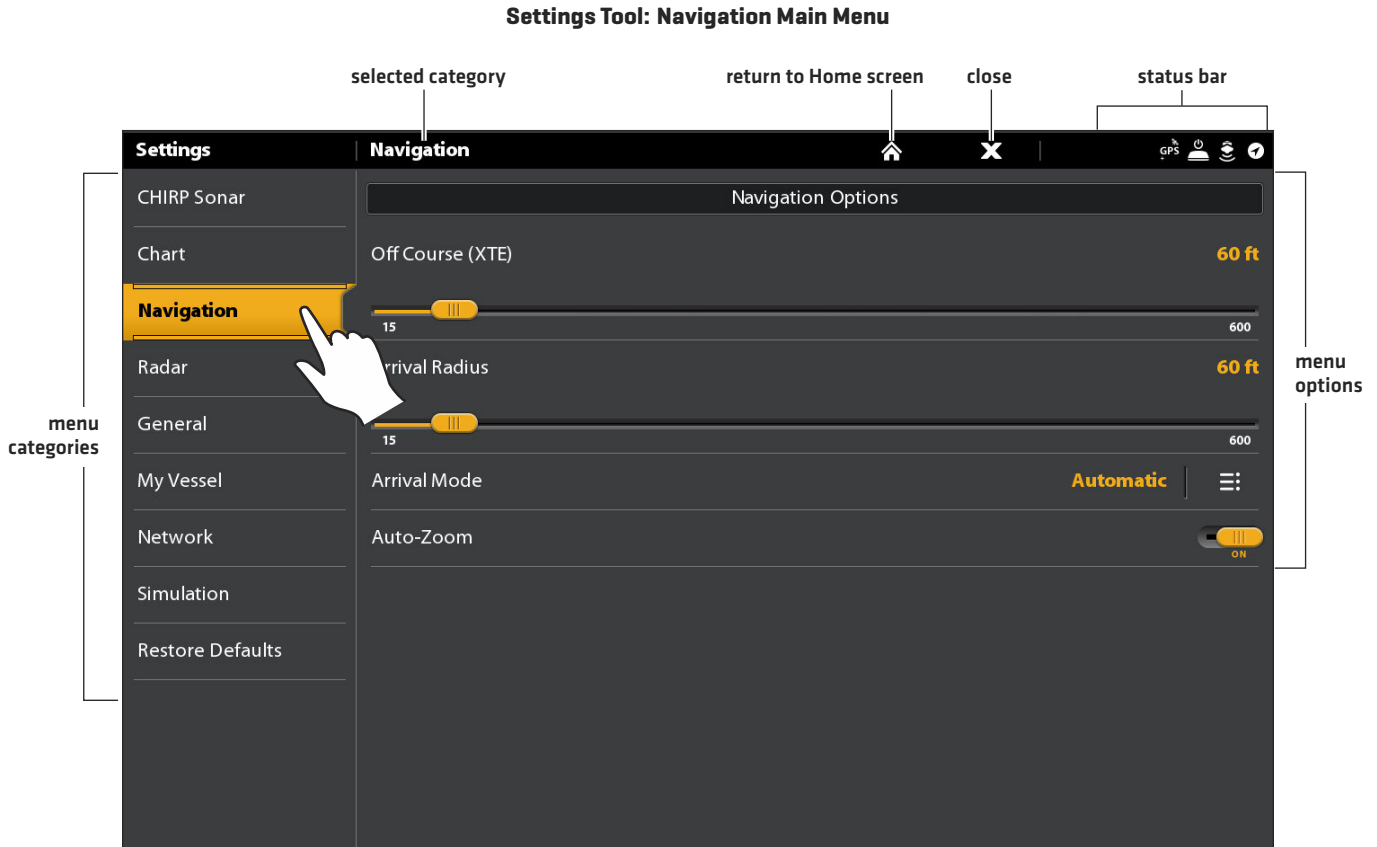 Settings Tool: Navigation Main Menu
selected category
return to Home screen
close
status bar
Settings
Navigation
GPS
CHIRP Sonar
Navigation Options
Chart
Off Course (XTE)
60 ft
Navigation
15
600
Radar
Arrival Radius
60 ft
menu
options
General
15
600
menu
categories
My Vessel
Arrival Mode
Automatic
Network
Auto-Zoom
ON
Simulation
Restore Defaults